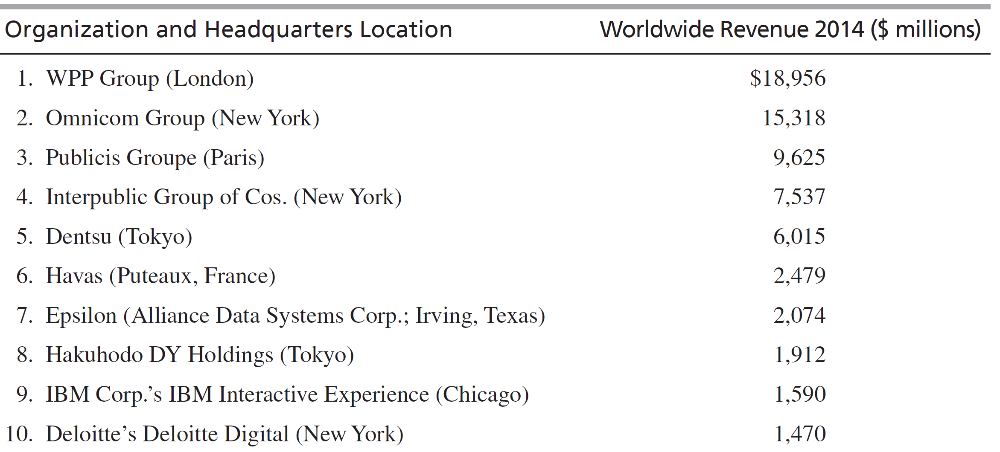 Organization and Headquarters Location Worldwide Revenue 2014 ($ millions)
1. WPP Group (London) $18,956
2. Omnicom Group (New York) 15,318
3. Publicis Groupe (Paris) 9,625
4. Interpublic Group of Cos. (New York) 7,537
5. Dentsu (Tokyo) 6,015
6. Havas (Puteaux, France) 2,479
7. Epsilon (Alliance Data Systems Corp.; Irving, Texas) 2,074
8. Hakuhodo DY Holdings (Tokyo) 1,912
9. IBM Corp.’s IBM Interactive Experience (Chicago) 1,590
10. Deloitte’s Deloitte Digital (New York) 1,470